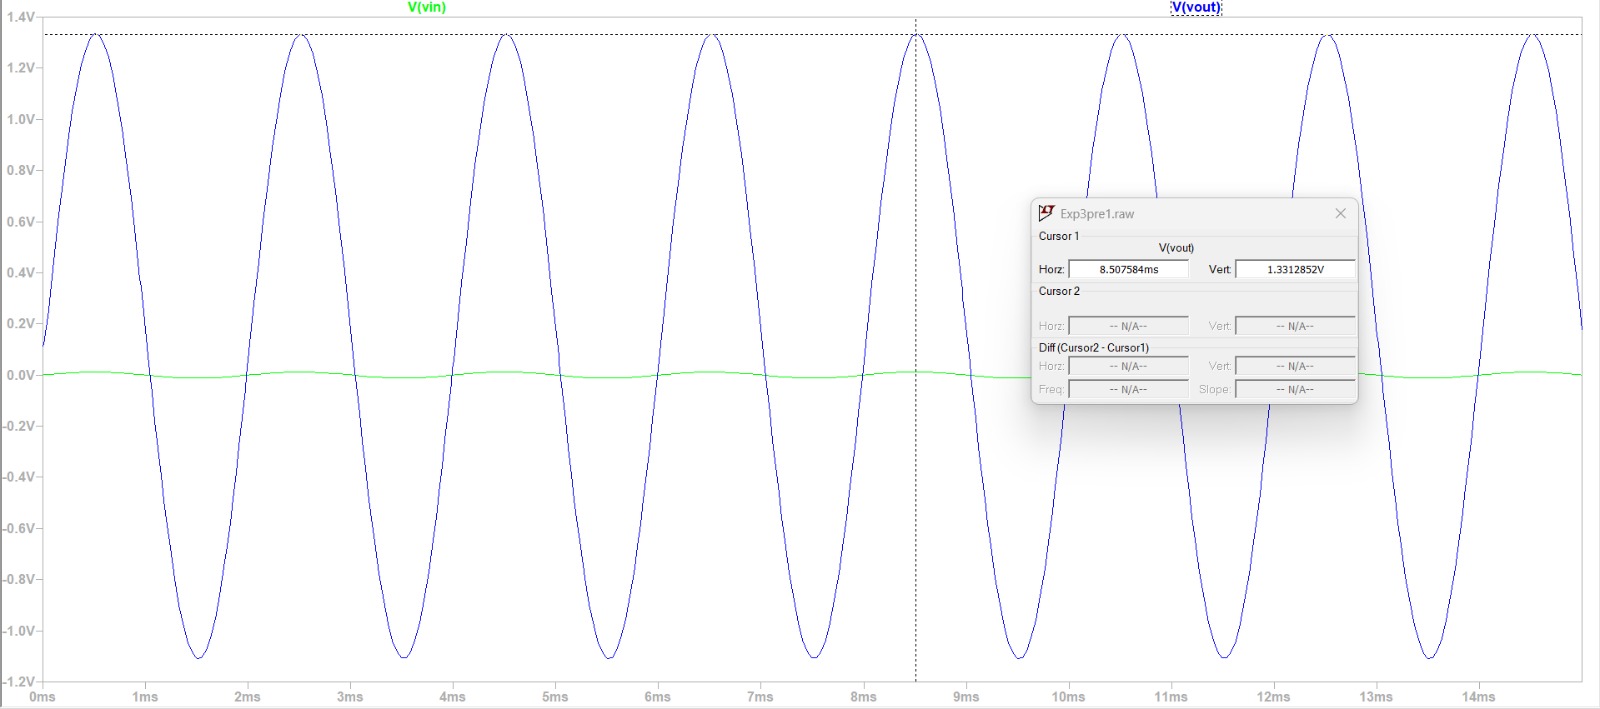 V(vin) V(vout)
1.4V
1.2V
1.0V
0.8V
0.6V
0.4V
0.2V
0.0V
-0.2V
-0.4V
-0.6V
-0.8V
-1.0V
-1.2V
0ms 1ms 2ms 3ms 4ms 5ms 6ms 7ms 8ms 9ms 10ms 11ms 12ms 13ms 14ms
Exp3pre1.raw
Cursor 1
V(vout)
Horz: 8.507584ms Vert: 1.3312852V
Cursor 2
Horz: -- N/A-- Vert: -- N/A--
Diff (Cursor2 - Cursor1)
Horz: -- N/A-- Vert: -- N/A--
Freq: -- N/A-- Slope: -- N/A--